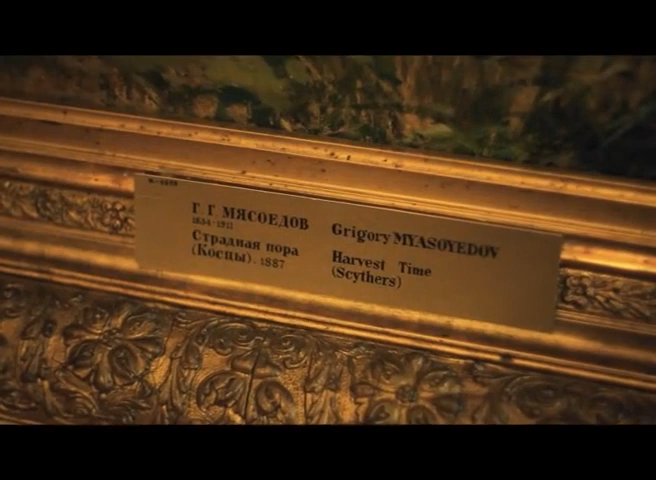 Г. Г. МЯСОЕДОВ
1834-1911
Страдная пора
(Косцы). 1887
Grigory MYASOYEDOV
Harvest Time
(Scythers)